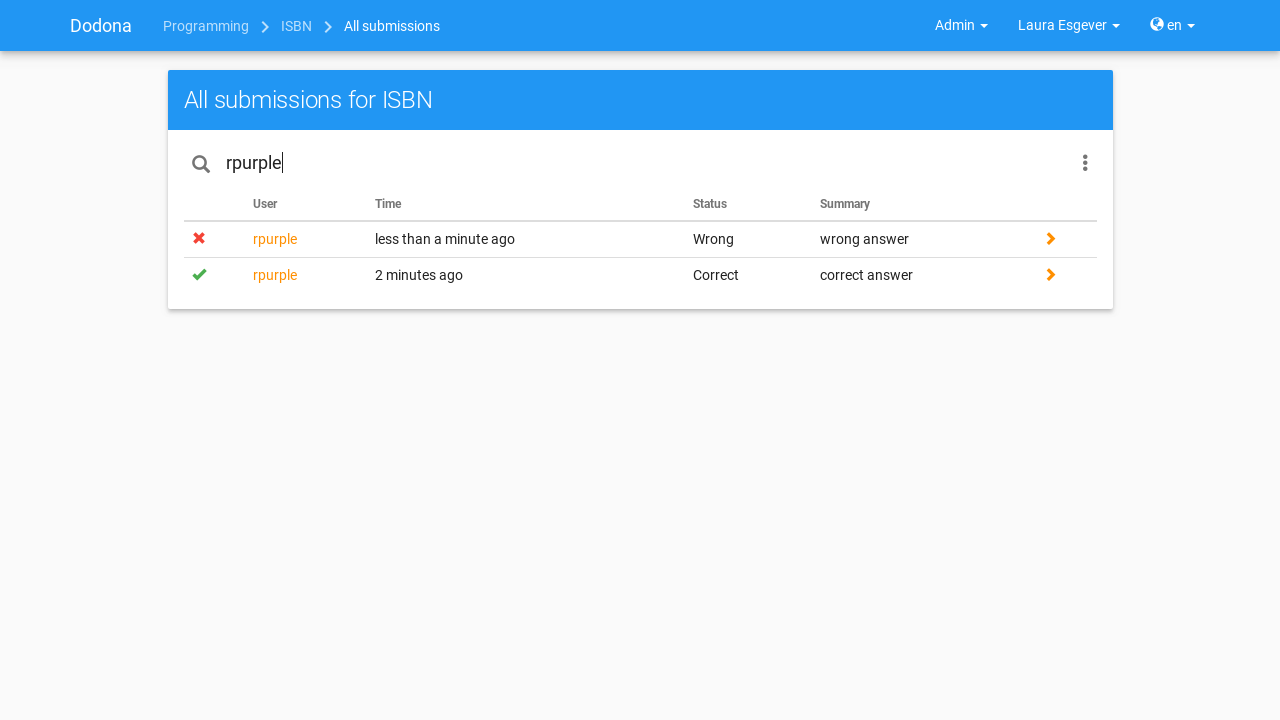 Dodona Programming ISBN All submissions Admin Laura Esgever en
All submissions for ISBN
rpurple
User Time Status Summary
rpurple less than a minute ago Wrong wrong answer
rpurple 2 minutes ago Correct correct answer